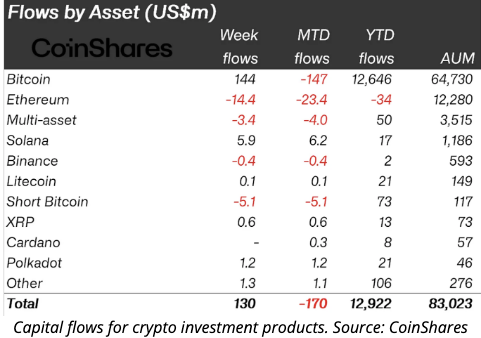 Flows by Asset (US$m)
CoinShares
Week flows MTD flows YTD flows AUM
Bitcoin 144 -147 12,646 64,730
Ethereum -14.4 -23.4 -34 12,280
Multi-asset -3.4 -4.0 50 3,515
Solana 5.9 6.2 17 1,186
Binance -0.4 -0.4 2 593
Litecoin 0.1 0.1 21 149
Short Bitcoin -5.1 -5.1 73 117
XRP 0.6 0.6 13 73
Cardano - 0.3 8 57
Polkadot 1.2 1.2 21 46
Other 1.3 1.1 106 276
Total 130 -170 12,922 83,023
Capital flows for crypto investment products. Source: CoinShares